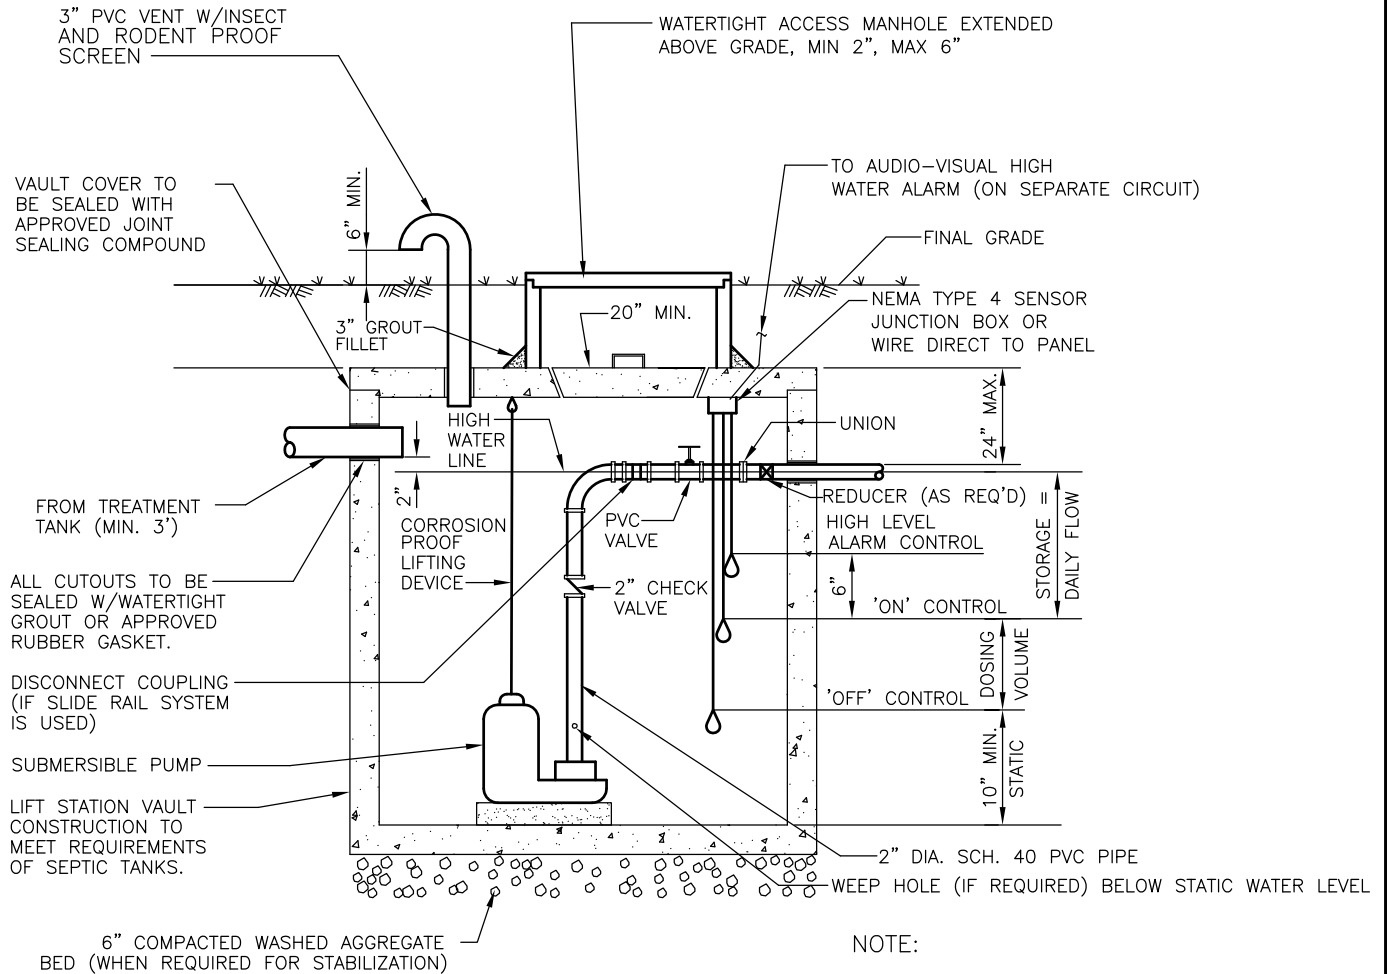 3” PVC VENT W/INSECT
AND RODENT PROOF
SCREEN
WATERTIGHT ACCESS MANHOLE EXTENDED
ABOVE GRADE, MIN 2”, MAX 6”
TO AUDIO–VISUAL HIGH
WATER ALARM (ON SEPARATE CIRCUIT)
VAULT COVER TO
BE SEALED WITH
APPROVED JOINT
SEALING COMPOUND
6” MIN.
FINAL GRADE
NEMA TYPE 4 SENSOR
JUNCTION BOX OR
WIRE DIRECT TO PANEL
3” GROUT
FILLET
20” MIN.
24” MAX.
HIGH
WATER
LINE
UNION
2”
FROM TREATMENT
TANK (MIN. 3’)
REDUCER (AS REQ’D)
STORAGE =
DAILY FLOW
PVC
VALVE
HIGH LEVEL
ALARM CONTROL
CORROSION
PROOF
LIFTING
DEVICE
6”
2” CHECK
VALVE
’ON’ CONTROL
ALL CUTOUTS TO BE
SEALED W/WATERTIGHT
GROUT OR APPROVED
RUBBER GASKET.
DOSING
VOLUME
DISCONNECT COUPLING
(IF SLIDE RAIL SYSTEM
IS USED)
’OFF’ CONTROL
SUBMERSIBLE PUMP
10” MIN.
STATIC
LIFT STATION VAULT
CONSTRUCTION TO
MEET REQUIREMENTS
OF SEPTIC TANKS.
2” DIA. SCH. 40 PVC PIPE
WEEP HOLE (IF REQUIRED) BELOW STATIC WATER LEVEL
6” COMPACTED WASHED AGGREGATE
BED (WHEN REQUIRED FOR STABILIZATION)
NOTE: